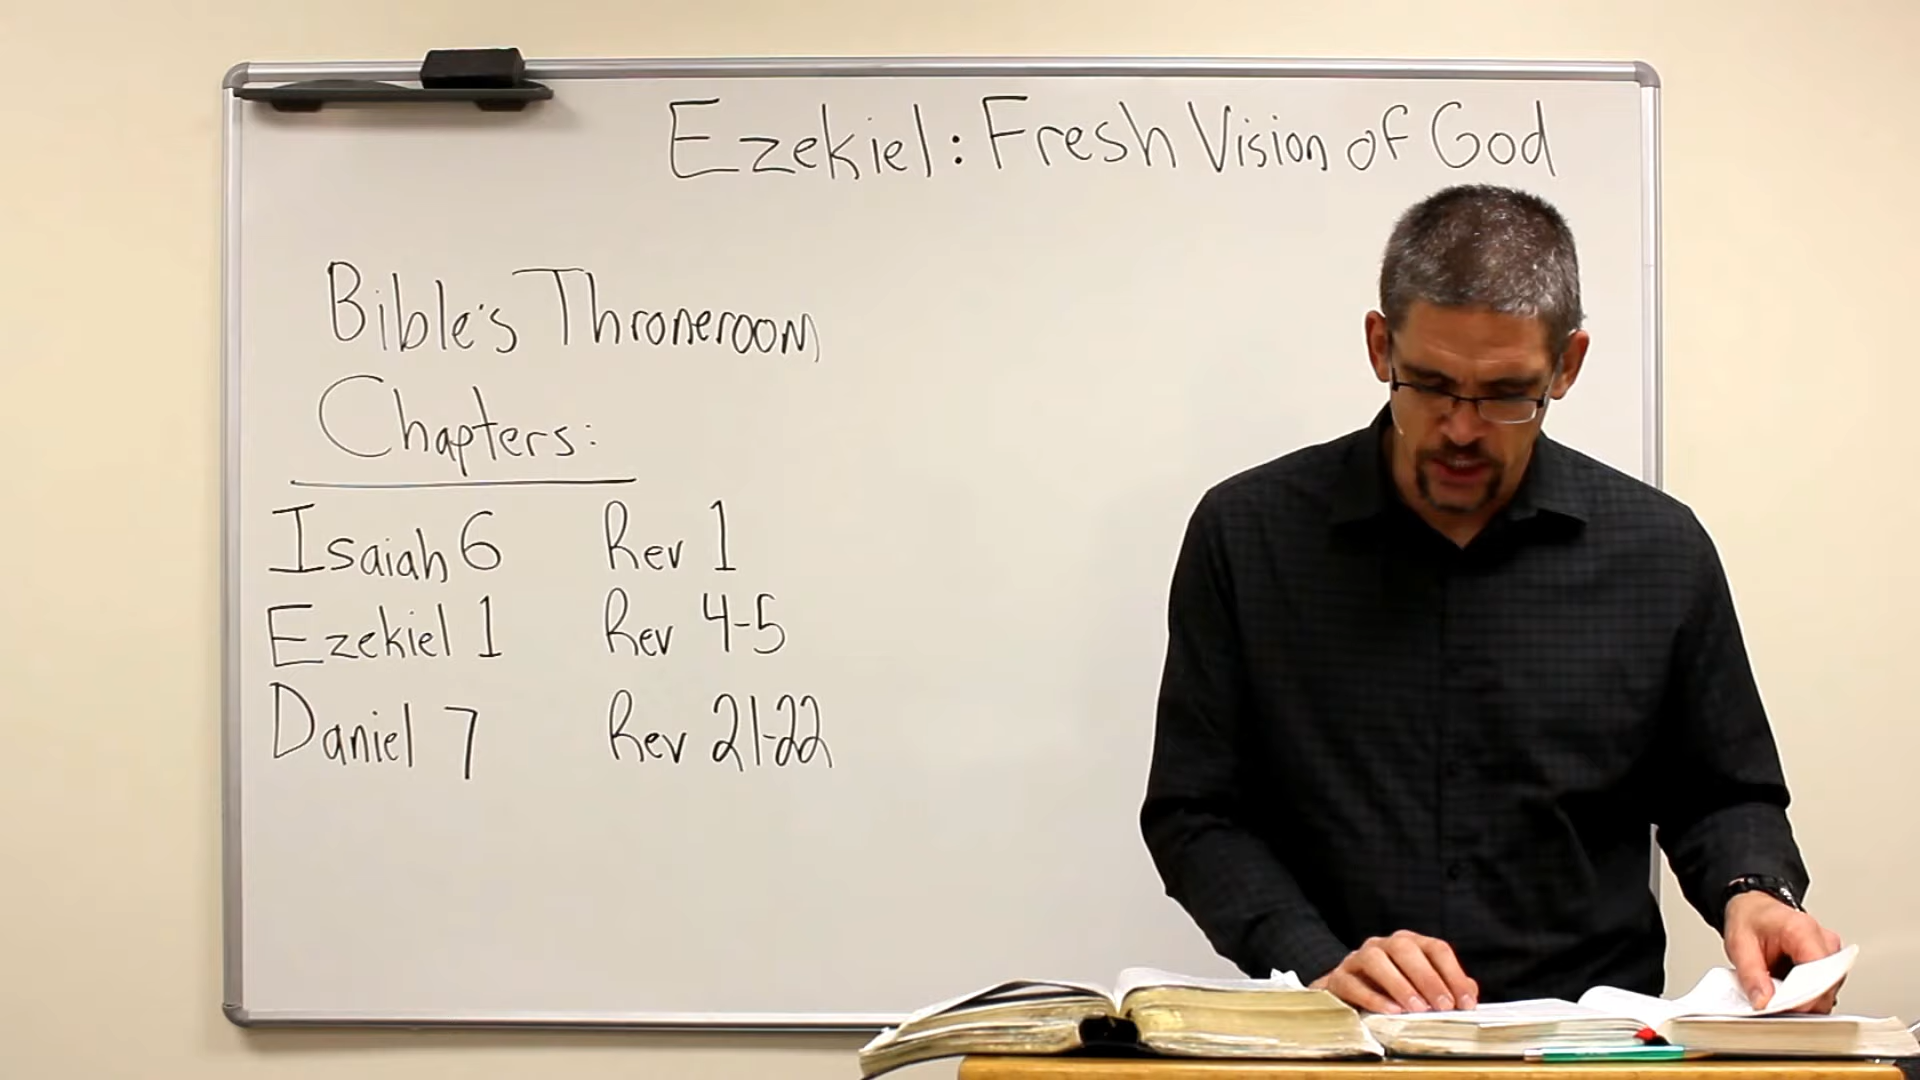 Ezekiel: Fresh Vision of God
Bible's Throneroom
Chapters:
Isaiah 6 Rev 1
Ezekiel 1 Rev 4-5
Daniel 7 Rev 21-22